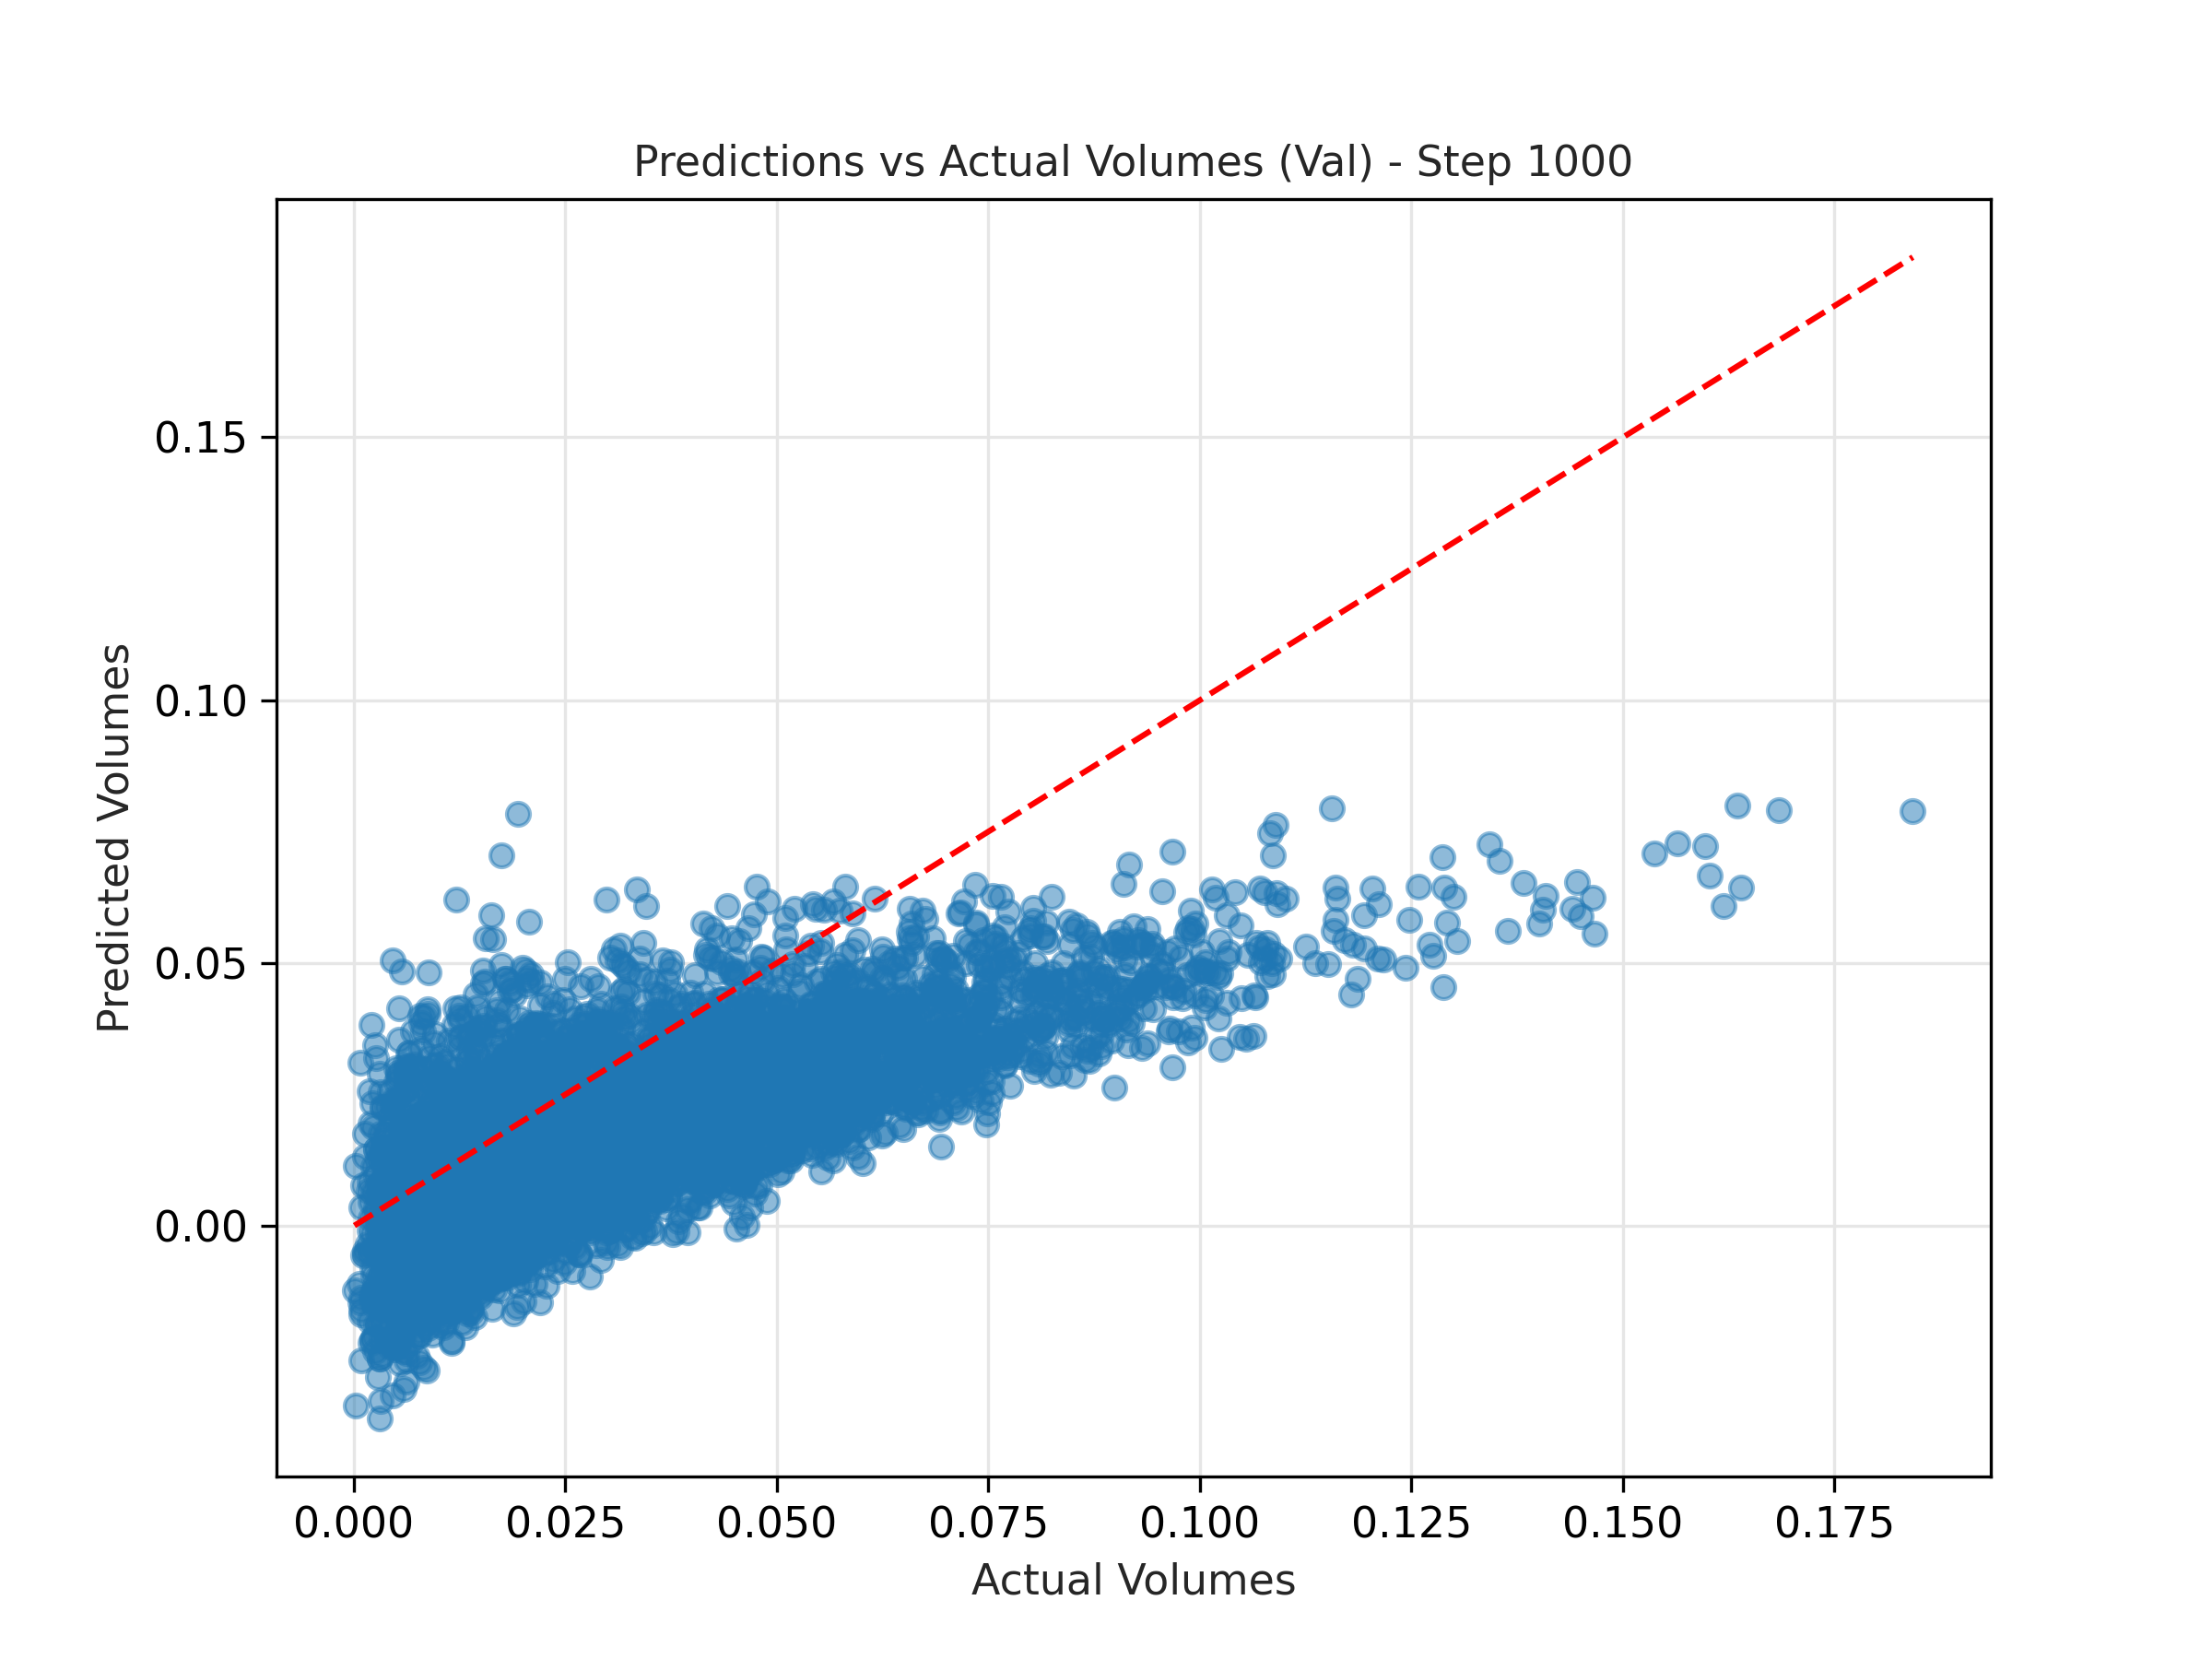 Predictions vs Actual Volumes (Val) - Step 1000
Predicted Volumes
0.15
0.10
0.05
0.00
0.000 0.025 0.050 0.075 0.100 0.125 0.150 0.175
Actual Volumes